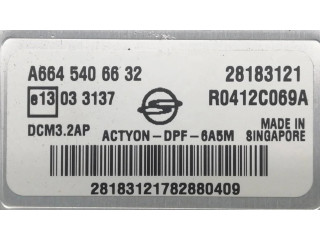 A664 540 66 32 28183121
e13 03 3137 R0412C069A
DCM3.2AP ACTYON-DPF-6A5M MADE IN SINGAPORE
28183121782880409